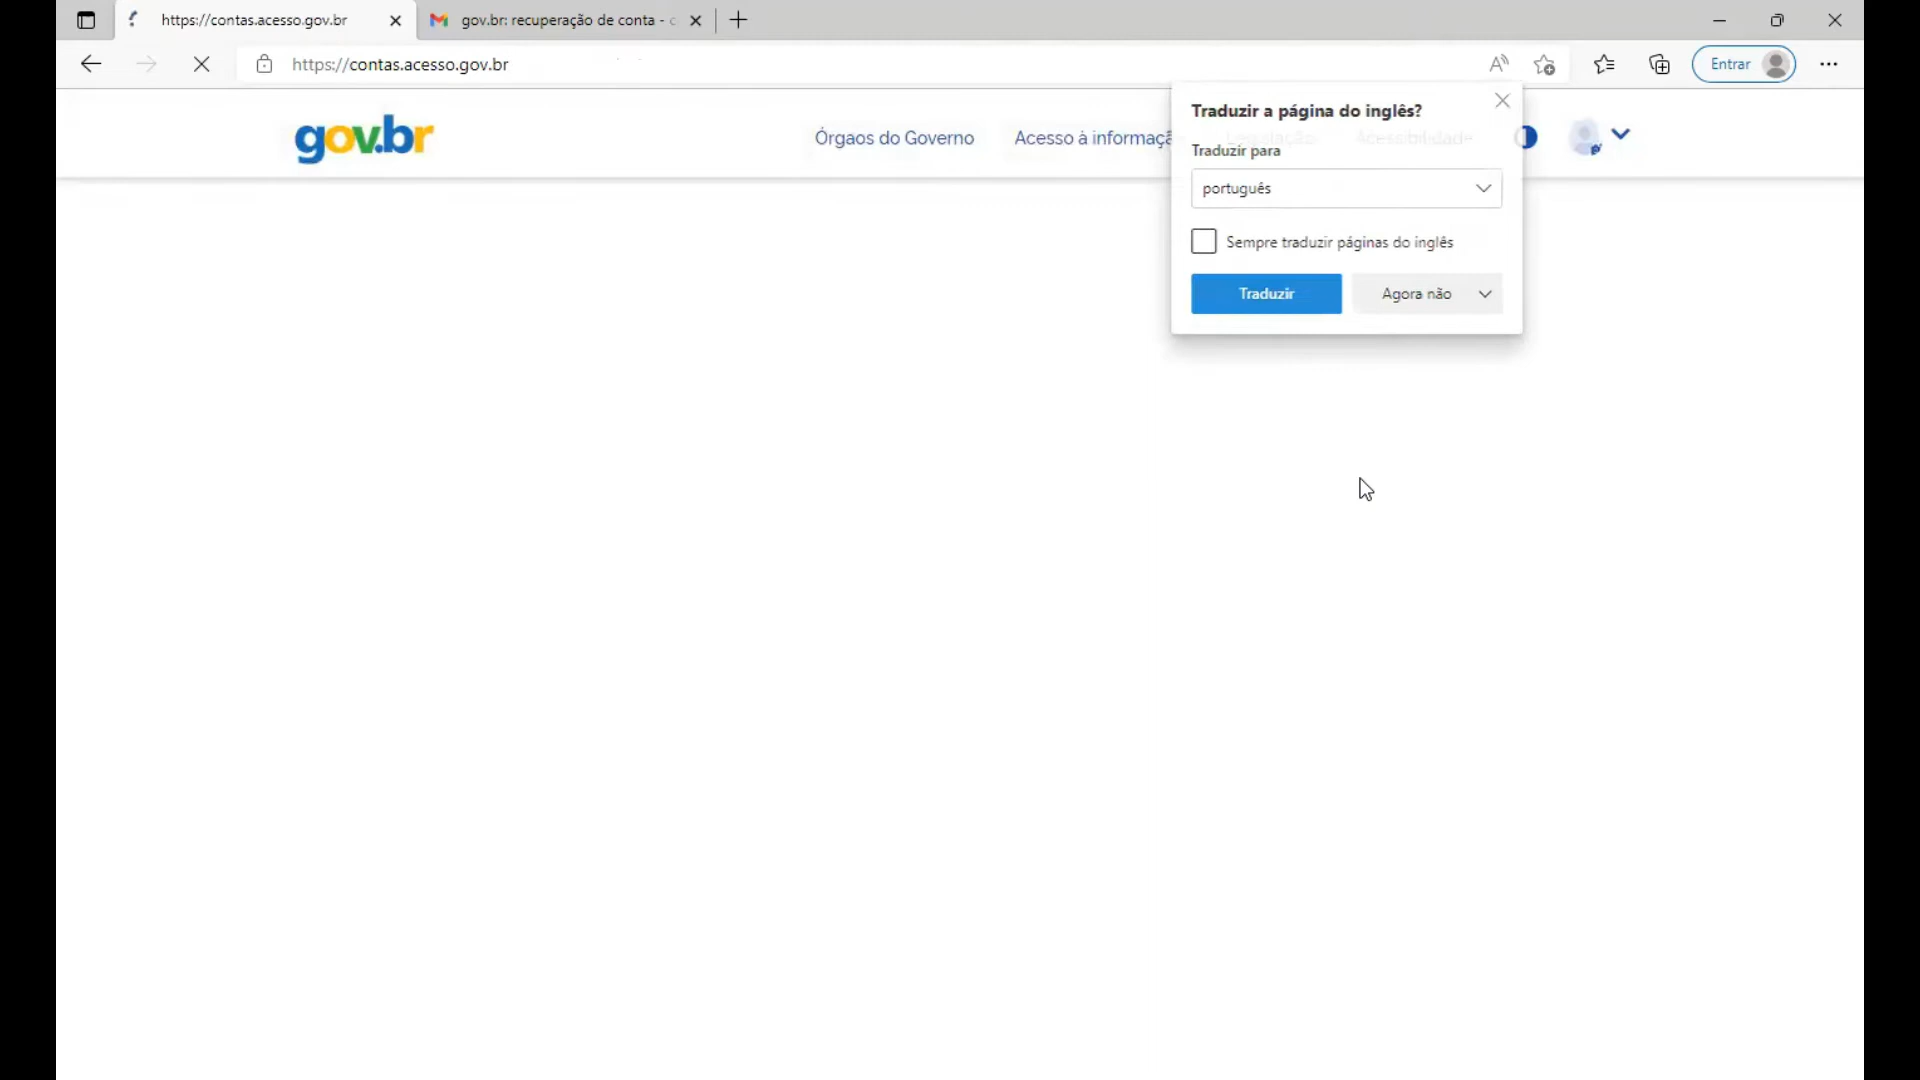 https://contas.acesso.gov.br
gov.br: recuperação de conta -
https://contas.acesso.gov.br
Entrar
gov.br
Órgaos do Governo
Acesso à informaçã
Legislação
Acessibilidade
Traduzir a página do inglês?
Traduzir para
português
Sempre traduzir páginas do inglês
Traduzir
Agora não